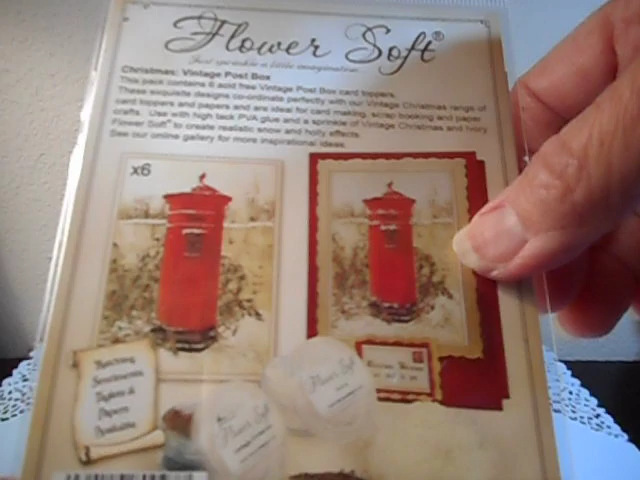 Flower Soft®
Just sprinkle a little imagination
Christmas: Vintage Post Box
This pack contains 6 acid free Vintage Post Box card toppers.
These exquisite designs co-ordinate perfectly with our Vintage Christmas range of
card toppers and papers and are ideal for card making, scrap booking and paper
crafts. Use with high tack PVA glue and a sprinkle of Vintage Christmas and Ivory
Flower Soft® to create realistic snow and holly effects.
See our online gallery for more inspirational ideas.
x6
Matching
Sentiments
Papers
Available
Flower Soft
Flower Soft